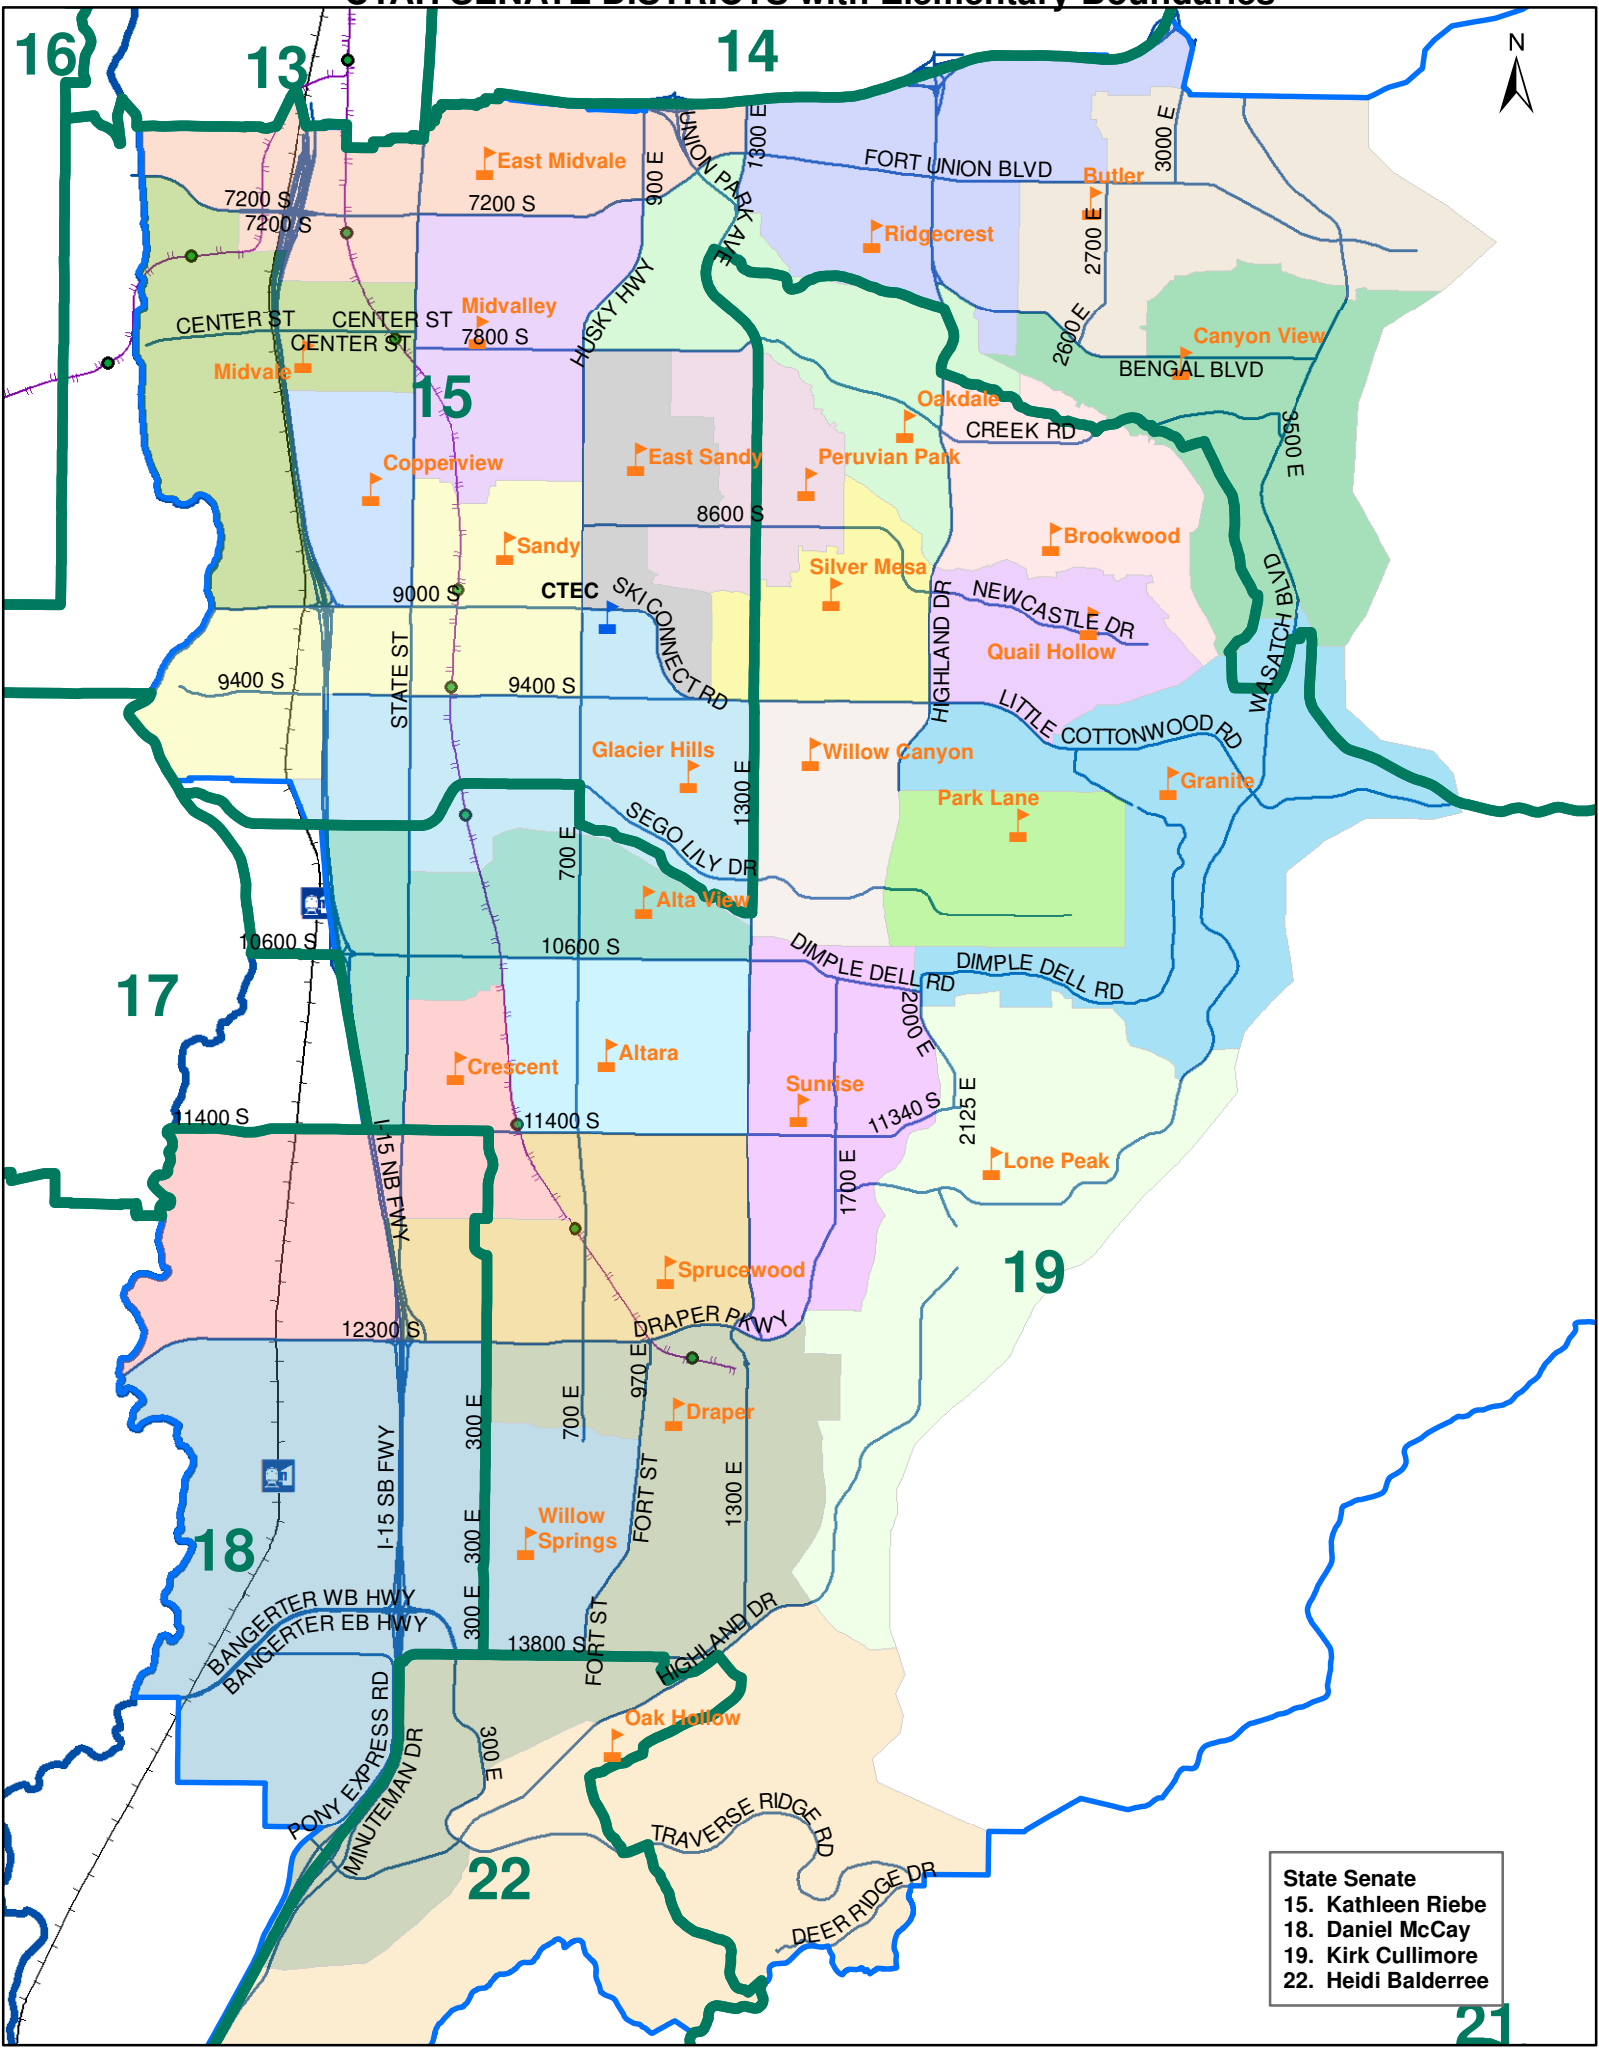 UTAH SENATE DISTRICTS with Elementary Boundaries
16
13
14
N
East Midvale
900 E
UNION PARK AVE
1300 E
FORT UNION BLVD
3000 E
Butler
7200 S
7200 S
7200 S
Ridgecrest
2700 E
Midvalley
HUSKY HWY
CENTER ST
CENTER ST
CENTER ST
7800 S
2600 E
Canyon View
BENGAL BLVD
Midvale
15
Oakdale
CREEK RD
3500 E
Copperview
East Sandy
Peruvian Park
8600 S
Brookwood
Sandy
Silver Mesa
CTEC
9000 S
SKI CONNECT RD
NEWCASTLE DR
WASATCH BLVD
Quail Hollow
HIGHLAND DR
STATE ST
9400 S
9400 S
LITTLE COTTONWOOD RD
Glacier Hills
Willow Canyon
Granite
1300 E
Park Lane
SEGO LILY DR
700 E
Alta View
10600 S
10600 S
DIMPLE DELL RD
DIMPLE DELL RD
17
2000 E
Crescent
Altara
Sunrise
11400 S
11400 S
11340 S
2125 E
I-15 NB FWY
Lone Peak
1700 E
19
Sprucewood
12300 S
DRAPER PKWY
970 E
300 E
700 E
Draper
I-15 SB FWY
FORT ST
1300 E
18
300 E
Willow
Springs
BANGERTER WB HWY
BANGERTER EB HWY
300 E
FORT ST
13800 S
HIGHLAND DR
PONY EXPRESS RD
Oak Hollow
MINUTEMAN DR
300 E
TRAVERSE RIDGE RD
22
DEER RIDGE DR
State Senate
15. Kathleen Riebe
18. Daniel McCay
19. Kirk Cullimore
22. Heidi Balderree
21